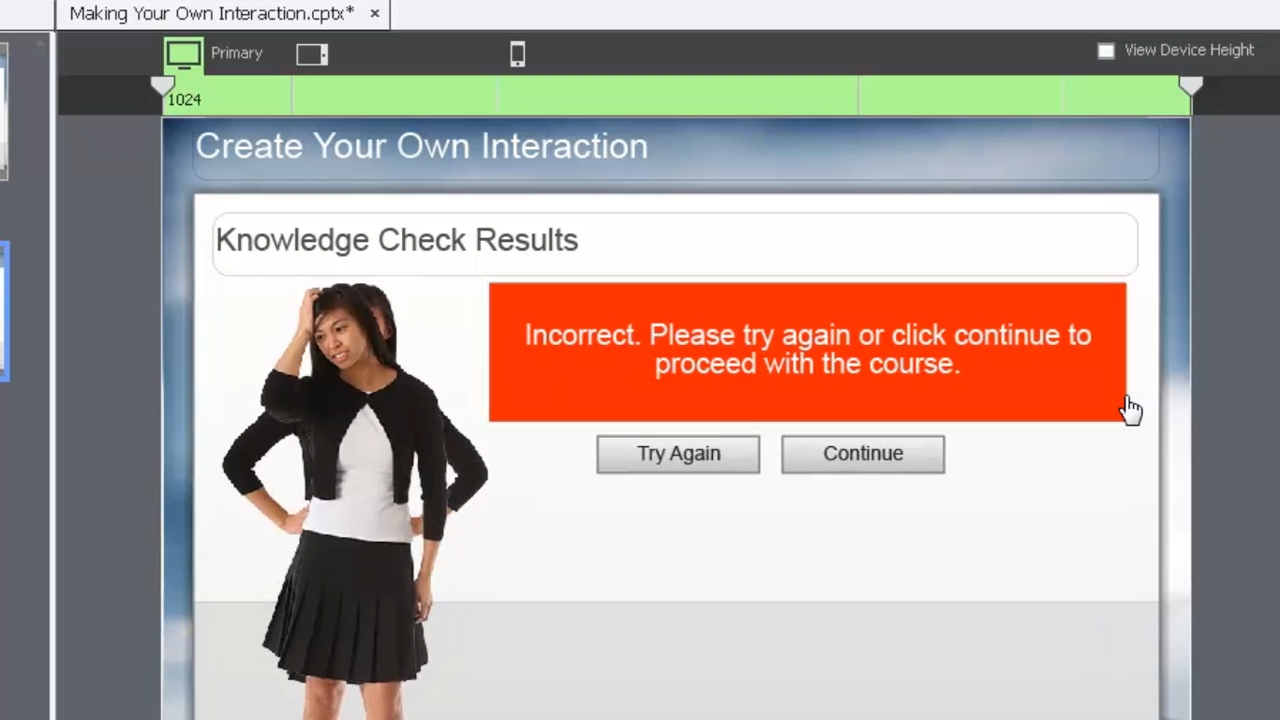 Making Your Own Interaction.cptx* ×
Primary
View Device Height
1024
Create Your Own Interaction
Knowledge Check Results
Incorrect. Please try again or click continue to
proceed with the course.
Try Again
Continue